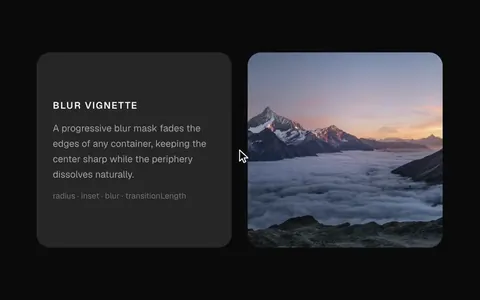 BLUR VIGNETTE
A progressive blur mask fades the
edges of any container, keeping the
center sharp while the periphery
dissolves naturally.
radius · inset · blur · transitionLength